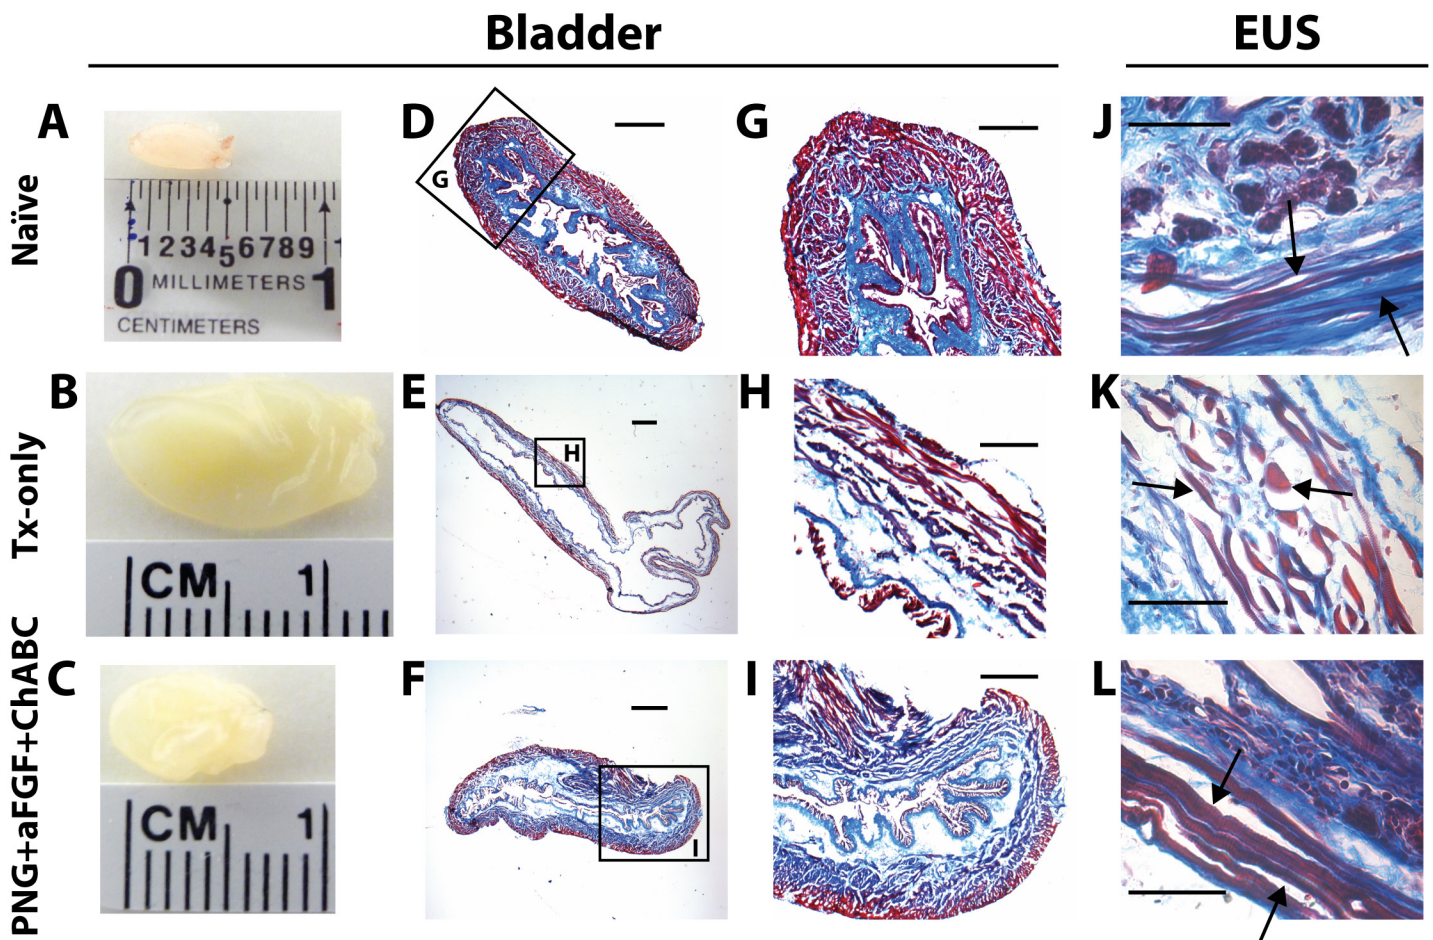 Bladder
EUS
Naïve
A
0 1 2 3 4 5 6 7 8 9 1
MILLIMETERS
CENTIMETERS
D
G
G
J
Tx-only
B
CM 1
E
H
H
K
PNG+aFGF+ChABC
C
CM 1
F
I
I
L